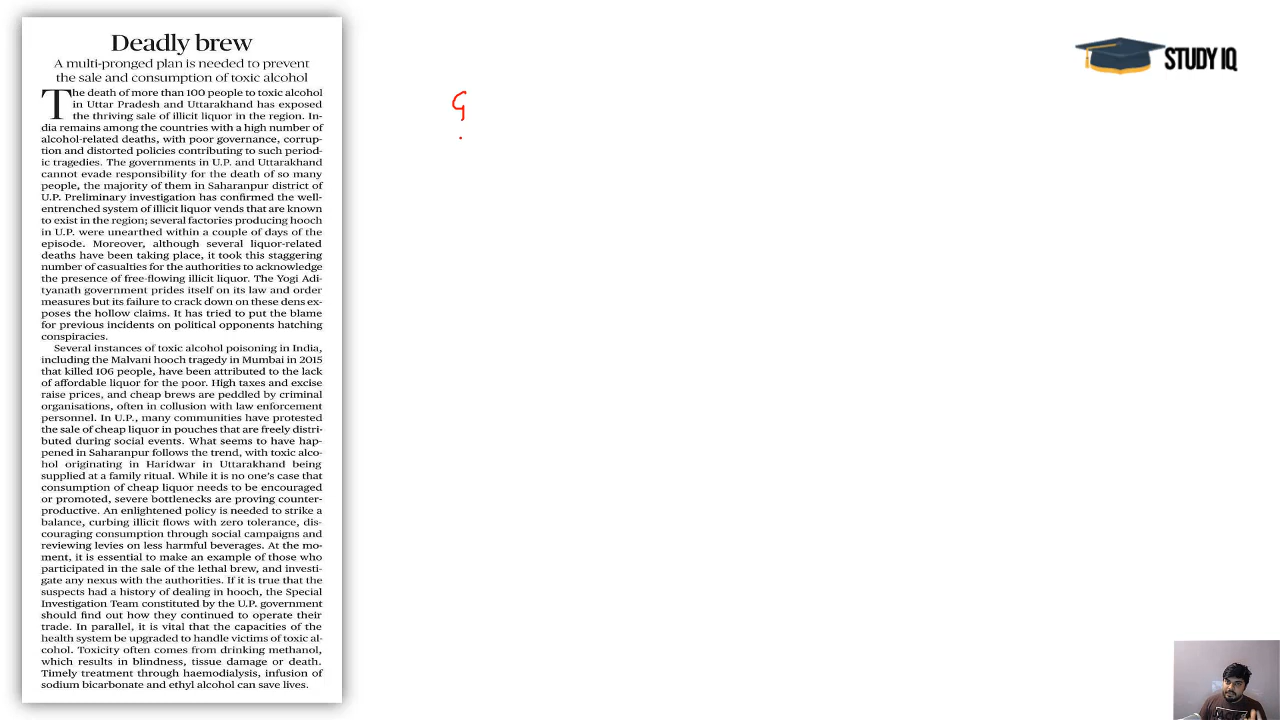 Deadly brew
A multi-pronged plan is needed to prevent
the sale and consumption of toxic alcohol
The death of more than 100 people to toxic alcohol
in Uttar Pradesh and Uttarakhand has exposed
the thriving sale of illicit liquor in the region. In-
dia remains among the countries with a high number of
alcohol-related deaths, with poor governance, corrup-
tion and distorted policies contributing to such period-
ic tragedies. The governments in U.P. and Uttarakhand
cannot evade responsibility for the death of so many
people, the majority of them in Saharanpur district of
U.P. Preliminary investigation has confirmed the well-
entrenched system of illicit liquor vends that are known
to exist in the region; several factories producing hooch
in U.P. were unearthed within a couple of days of the
episode. Moreover, although several liquor-related
deaths have been taking place, it took this staggering
number of casualties for the authorities to acknowledge
the presence of free-flowing illicit liquor. The Yogi Adi-
tyanath government prides itself on its law and order
measures but its failure to crack down on these dens ex-
poses the hollow claims. It has tried to put the blame
for previous incidents on political opponents hatching
conspiracies.
Several instances of toxic alcohol poisoning in India,
including the Malvani hooch tragedy in Mumbai in 2015
that killed 106 people, have been attributed to the lack
of affordable liquor for the poor. High taxes and excise
raise prices, and cheap brews are peddled by criminal
organisations, often in collusion with law enforcement
personnel. In U.P., many communities have protested
the sale of cheap liquor in pouches that are freely distri-
buted during social events. What seems to have hap-
pened in Saharanpur follows the trend, with toxic alco-
hol originating in Haridwar in Uttarakhand being
supplied at a family ritual. While it is no one's case that
consumption of cheap liquor needs to be encouraged
or promoted, severe bottlenecks are proving counter-
productive. An enlightened policy is needed to strike a
balance, curbing illicit flows with zero tolerance, dis-
couraging consumption through social campaigns and
reviewing levies on less harmful beverages. At the mo-
ment, it is essential to make an example of those who
participated in the sale of the lethal brew, and investi-
gate any nexus with the authorities. If it is true that the
suspects had a history of dealing in hooch, the Special
Investigation Team constituted by the U.P. government
should find out how they continued to operate their
trade. In parallel, it is vital that the capacities of the
health system be upgraded to handle victims of toxic al-
cohol. Toxicity often comes from drinking methanol,
which results in blindness, tissue damage or death.
Timely treatment through haemodialysis, infusion of
sodium bicarbonate and ethyl alcohol can save lives.
STUDY IQ